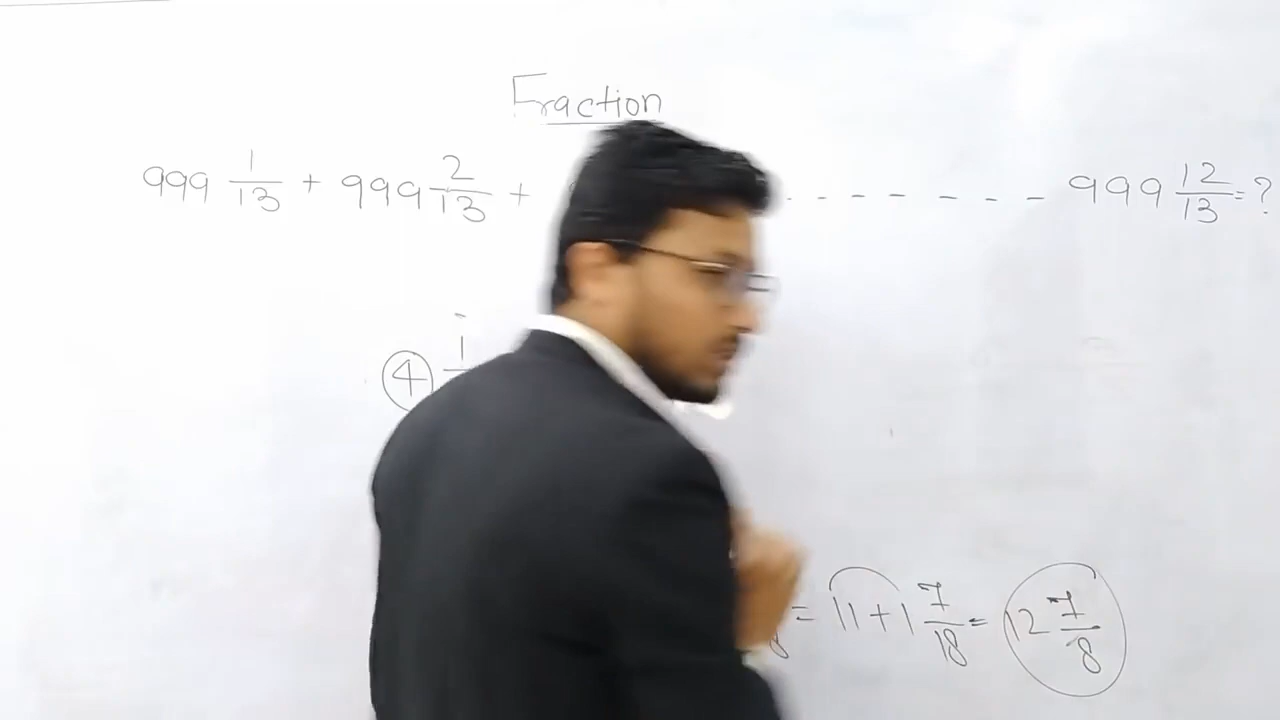 Fraction
999 1/13 + 999 2/13 + - - - - - - - 999 12/13 = ?
④ 1
8 = 11 + 1 7/18 = 12 7/8